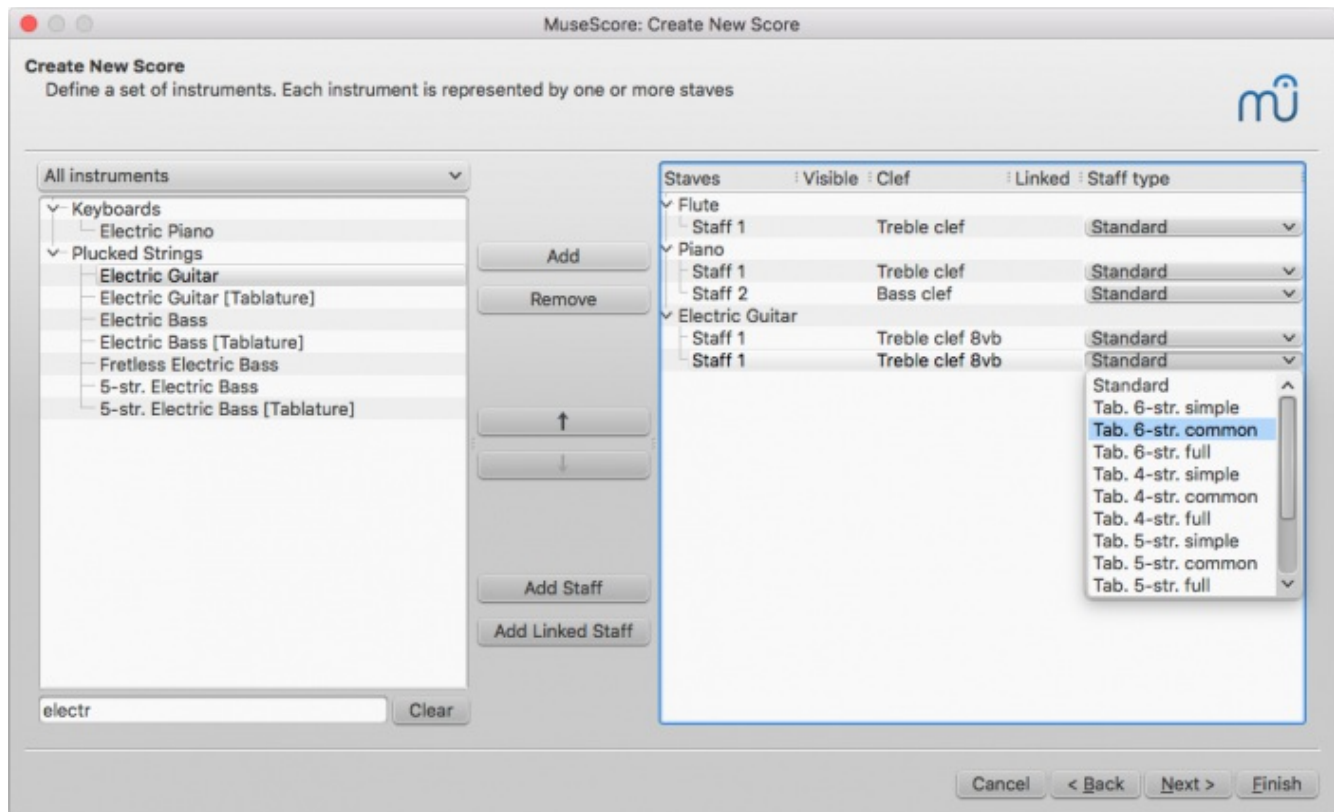 MuseScore: Create New Score
Create New Score
Define a set of instruments. Each instrument is represented by one or more staves
mû
All instruments
Keyboards
Electric Piano
Plucked Strings
Electric Guitar
Electric Guitar [Tablature]
Electric Bass
Electric Bass [Tablature]
Fretless Electric Bass
5-str. Electric Bass
5-str. Electric Bass [Tablature]
electr
Clear
Add
Remove
↑
↓
Add Staff
Add Linked Staff
Staves Visible Clef Linked Staff type
Flute
Staff 1 Treble clef Standard
Piano
Staff 1 Treble clef Standard
Staff 2 Bass clef Standard
Electric Guitar
Staff 1 Treble clef 8vb Standard
Staff 1 Treble clef 8vb Standard
Standard
Tab. 6-str. simple
Tab. 6-str. common
Tab. 6-str. full
Tab. 4-str. simple
Tab. 4-str. common
Tab. 4-str. full
Tab. 5-str. simple
Tab. 5-str. common
Tab. 5-str. full
Cancel < Back Next > Finish